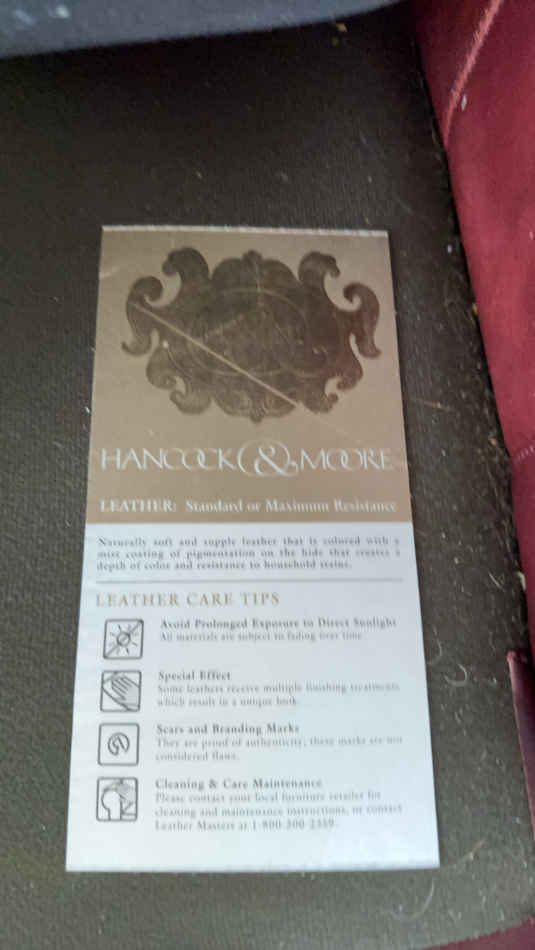 HANCOCK & MOORE
LEATHER: Standard or Maximum Resistance
Naturally soft and supple leather that is colored with a
mist coating of pigmentation on the hide that creates a
depth of color and resistance to household stains.
LEATHER CARE TIPS
Avoid Prolonged Exposure to Direct Sunlight
All materials are subject to fading over time.
Special Effect
Some leathers receive multiple finishing treatments
which result in a unique look.
Scars and Branding Marks
They are proof of authenticity; these marks are not
considered flaws.
Cleaning & Care Maintenance
Please contact your local furniture retailer for
cleaning and maintenance instructions, or contact
Leather Masters at